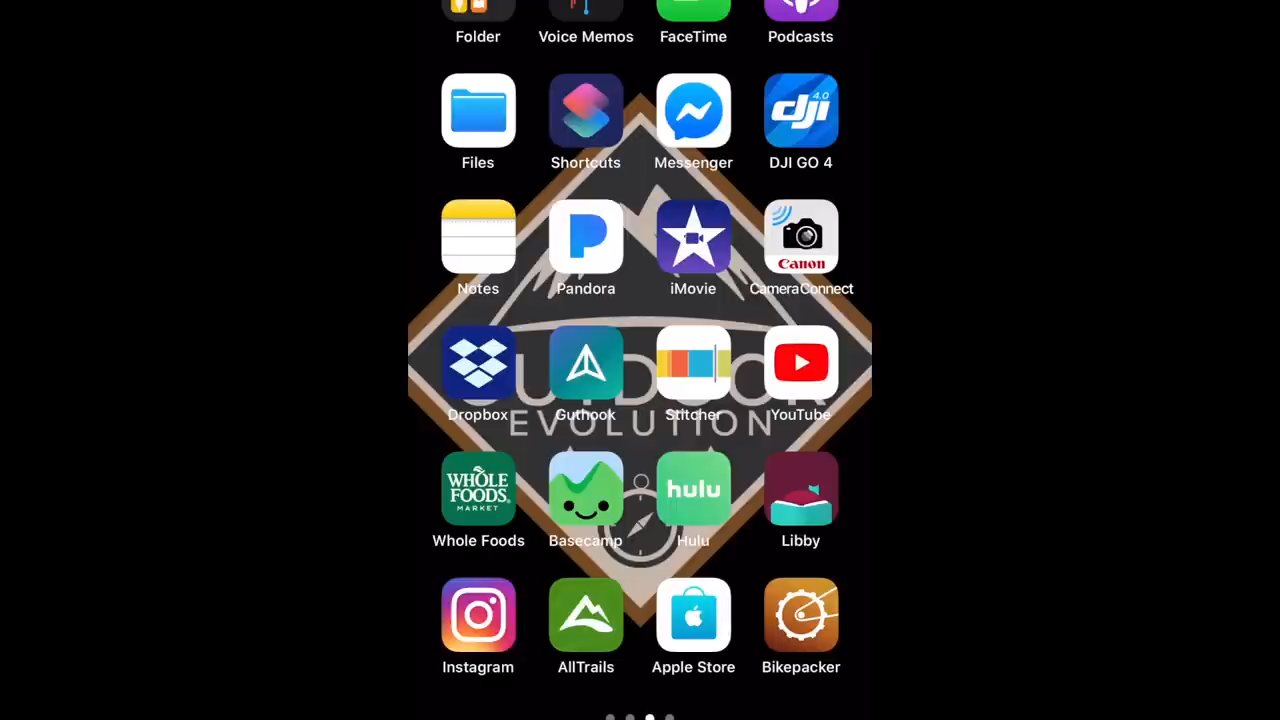 Folder Voice Memos FaceTime Podcasts
4.0
dji
Files Shortcuts Messenger DJI GO 4
P
Canon
Notes Pandora iMovie CameraConnect
OUTDOOR
Dropbox Guthook Stitcher YouTube
EVOLUTION
WHOLE
FOODS
MARKET
hulu
Whole Foods Basecamp Hulu Libby
Instagram AllTrails Apple Store Bikepacker